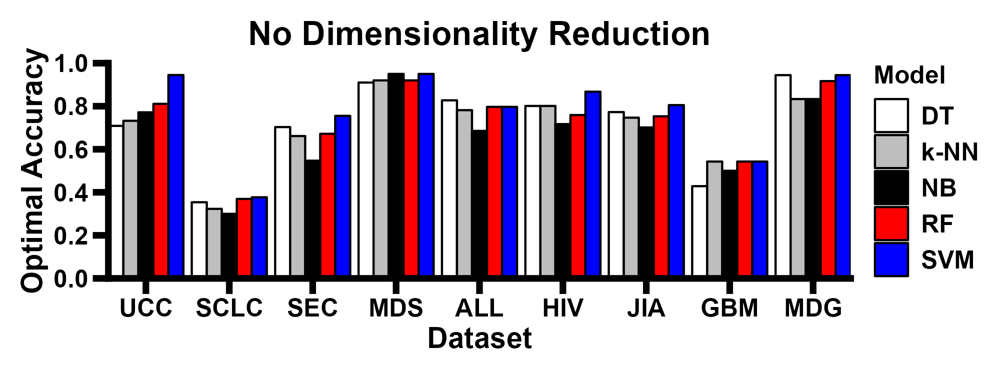 No Dimensionality Reduction
Optimal Accuracy
1.0
0.8
0.6
0.4
0.2
0.0
UCC SCLC SEC MDS ALL HIV JIA GBM MDG
Dataset
Model
DT
k-NN
NB
RF
SVM